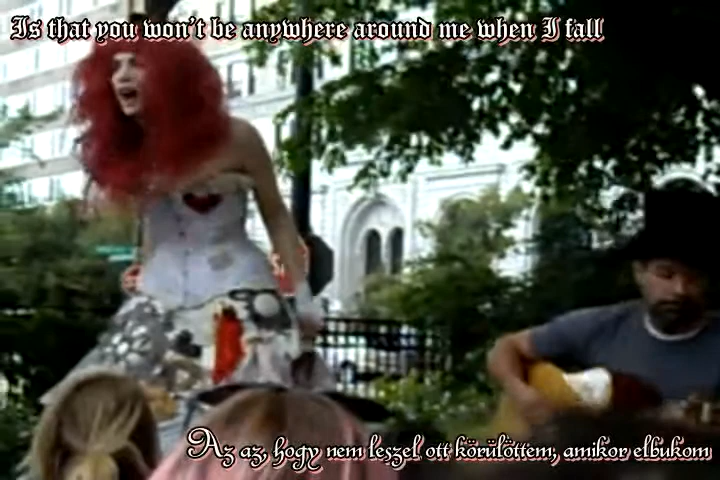 Is that you won't be anywhere around me when I fall
Az az, hogy nem leszel ott körülöttem, amikor elbukom